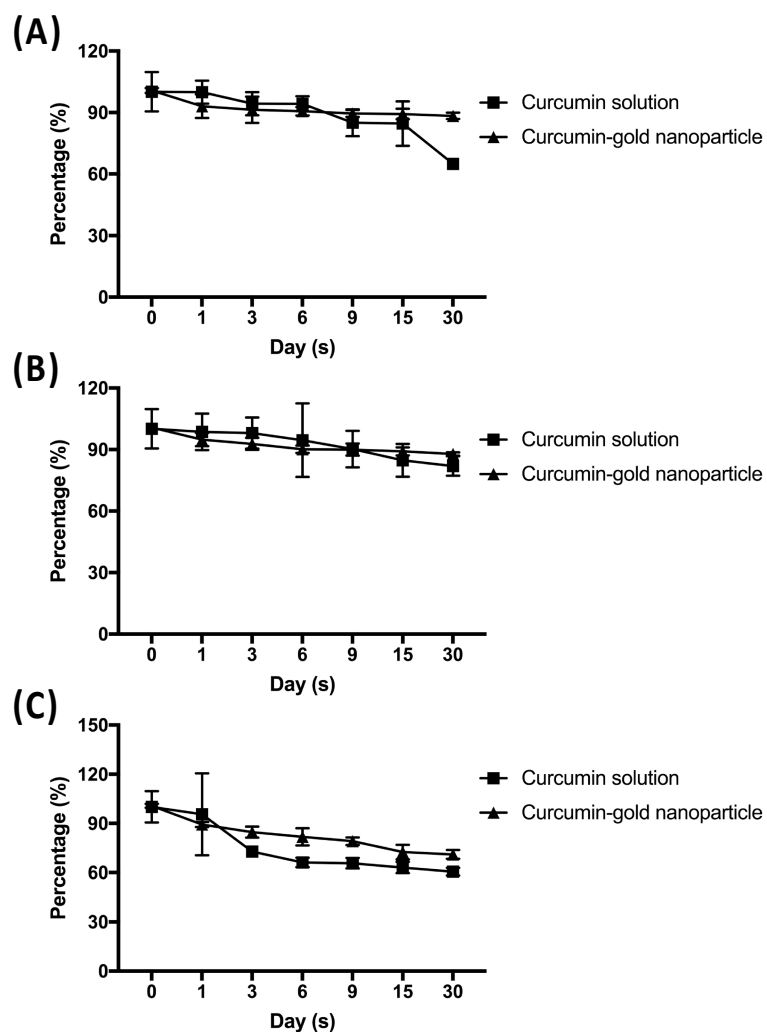 (A)
120
90
60
30
0
Percentage (%)
0 1 3 6 9 15 30
Day (s)
Curcumin solution
Curcumin-gold nanoparticle
(B)
120
90
60
30
0
Percentage (%)
0 1 3 6 9 15 30
Day (s)
Curcumin solution
Curcumin-gold nanoparticle
(C)
150
120
90
60
30
0
Percentage (%)
0 1 3 6 9 15 30
Day (s)
Curcumin solution
Curcumin-gold nanoparticle